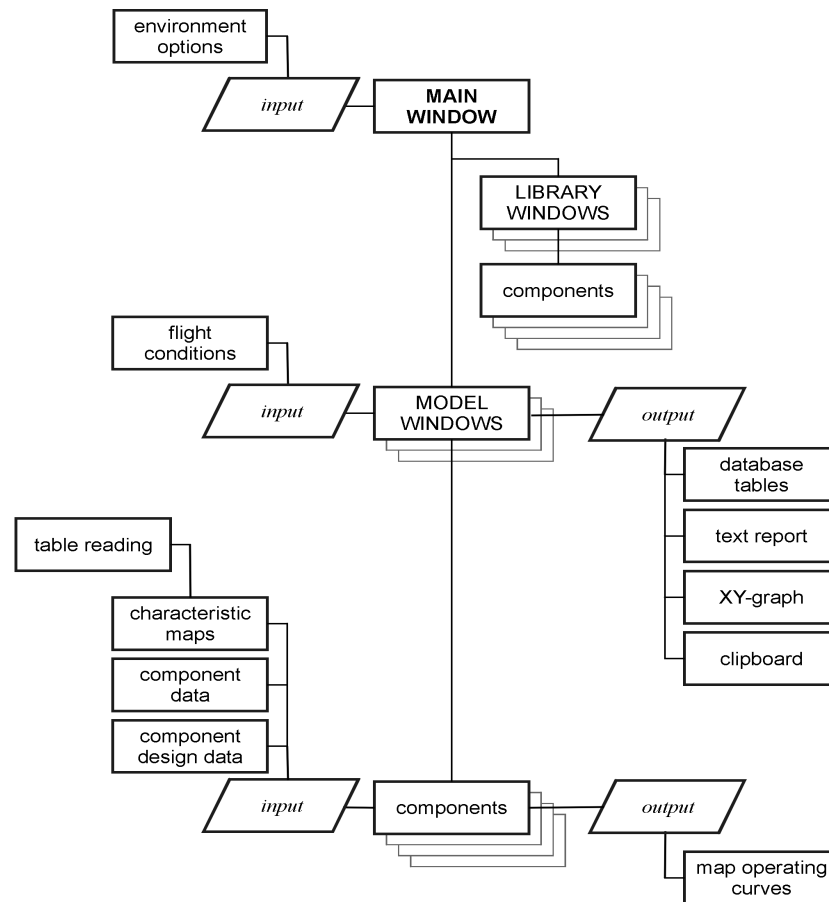 environment
options
input
MAIN
WINDOW
LIBRARY
WINDOWS
components
flight
conditions
input
MODEL
WINDOWS
output
database
tables
text report
XY-graph
clipboard
table reading
characteristic
maps
component
data
component
design data
input
components
output
map operating
curves